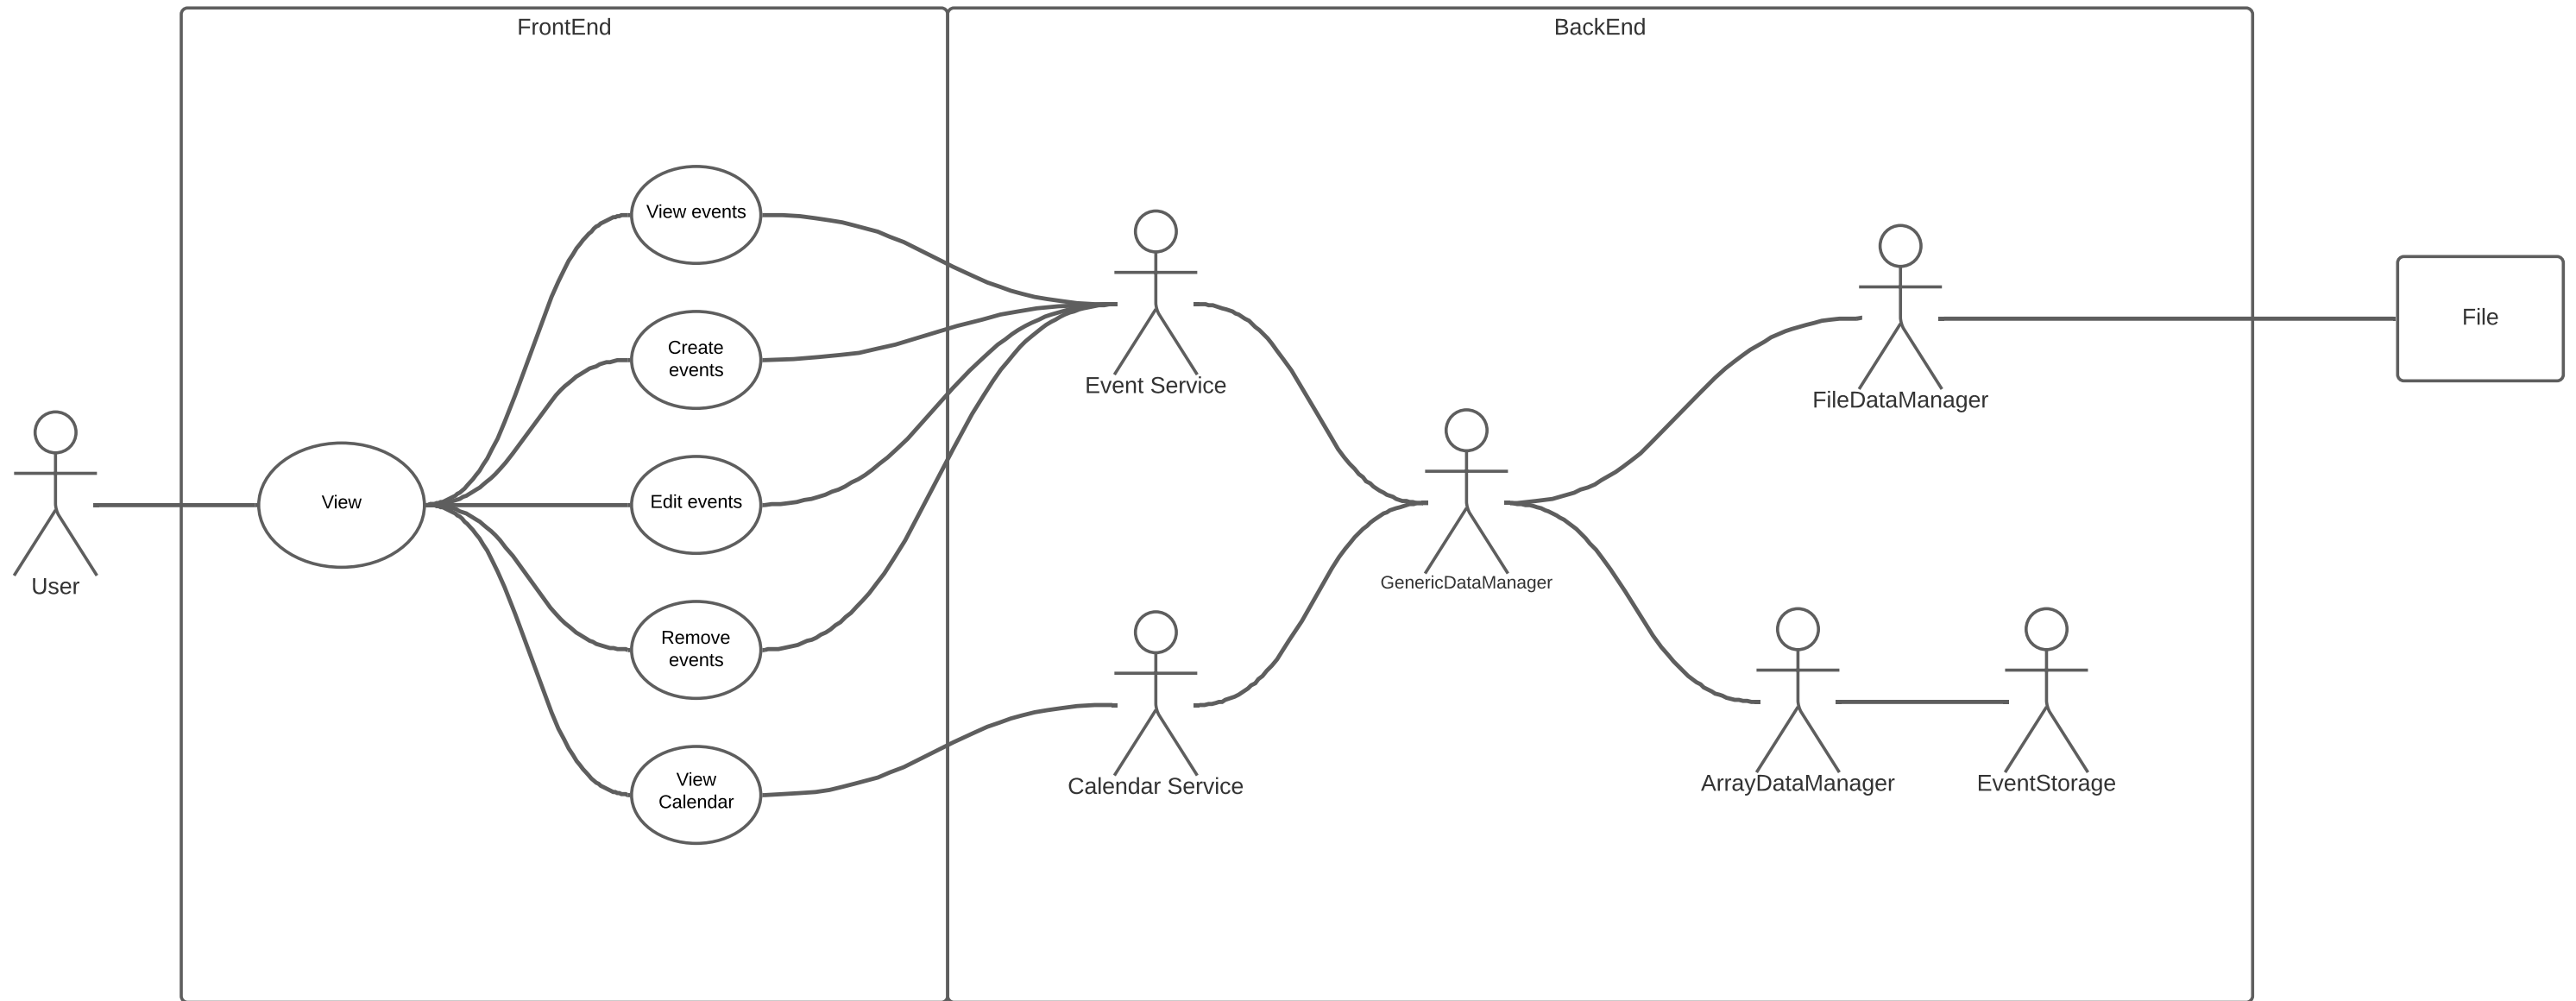 FrontEnd
BackEnd
View events
Create
events
Edit events
Remove
events
View
Calendar
View
User
Event Service
Calendar Service
GenericDataManager
FileDataManager
ArrayDataManager
EventStorage
File